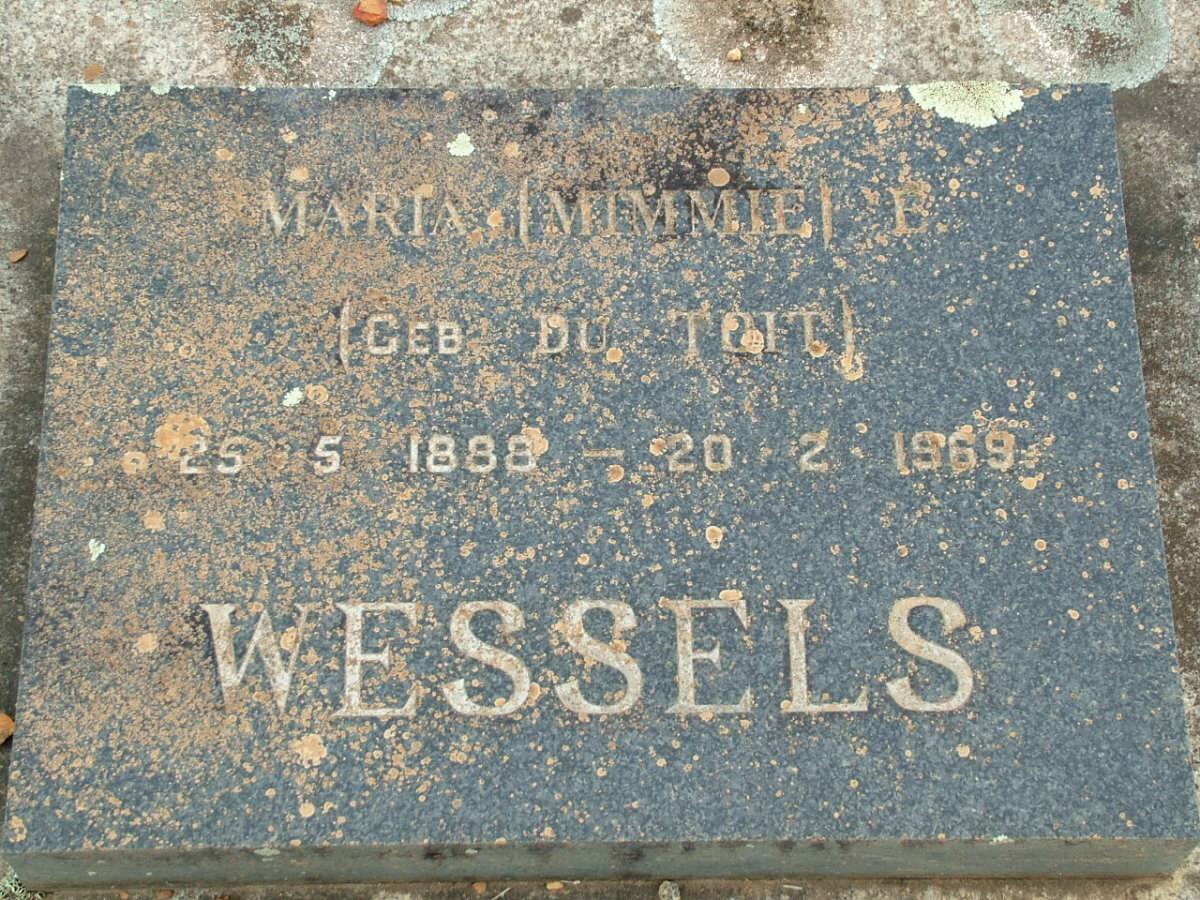 MARIA (MIMMIE) E
(GEB DU TOIT)
25 5 1888 — 20 2 1969
WESSELS